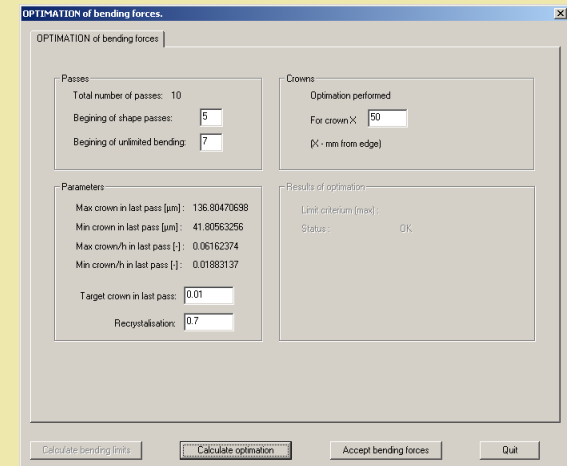 OPTIMATION of bending forces.
OPTIMATION of bending forces
Passes
Total number of passes: 10
Begining of shape passes: 5
Begining of unlimited bending: 7
Crowns
Optimation performed
For crown X 50
(X - mm from edge)
Parameters
Max crown in last pass [µm] : 136.80470698
Min crown in last pass [µm] : 41.80563256
Max crown/h in last pass [-] : 0.06162374
Min crown/h in last pass [-] : 0.01883137
Target crown in last pass: 0.01
Recrystalisation: 0.7
Results of optimation
Limit criterium (max) :
Status : OK
Calculate bending limits
Calculate optimation
Accept bending forces
Quit